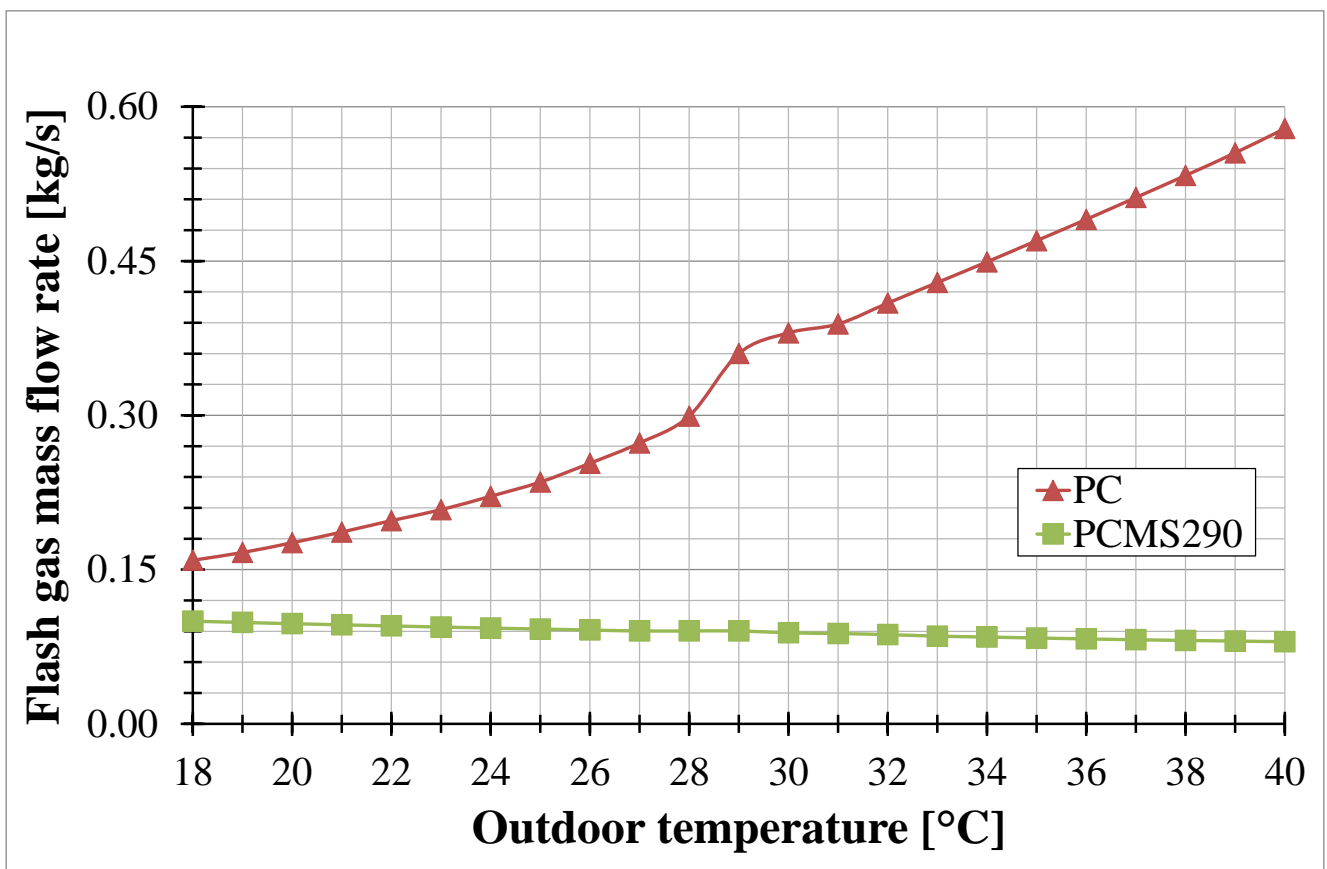 Flash gas mass flow rate [kg/s]
0.60
0.45
0.30
0.15
0.00
PC
PCMS290
18 20 22 24 26 28 30 32 34 36 38 40
Outdoor temperature [°C]